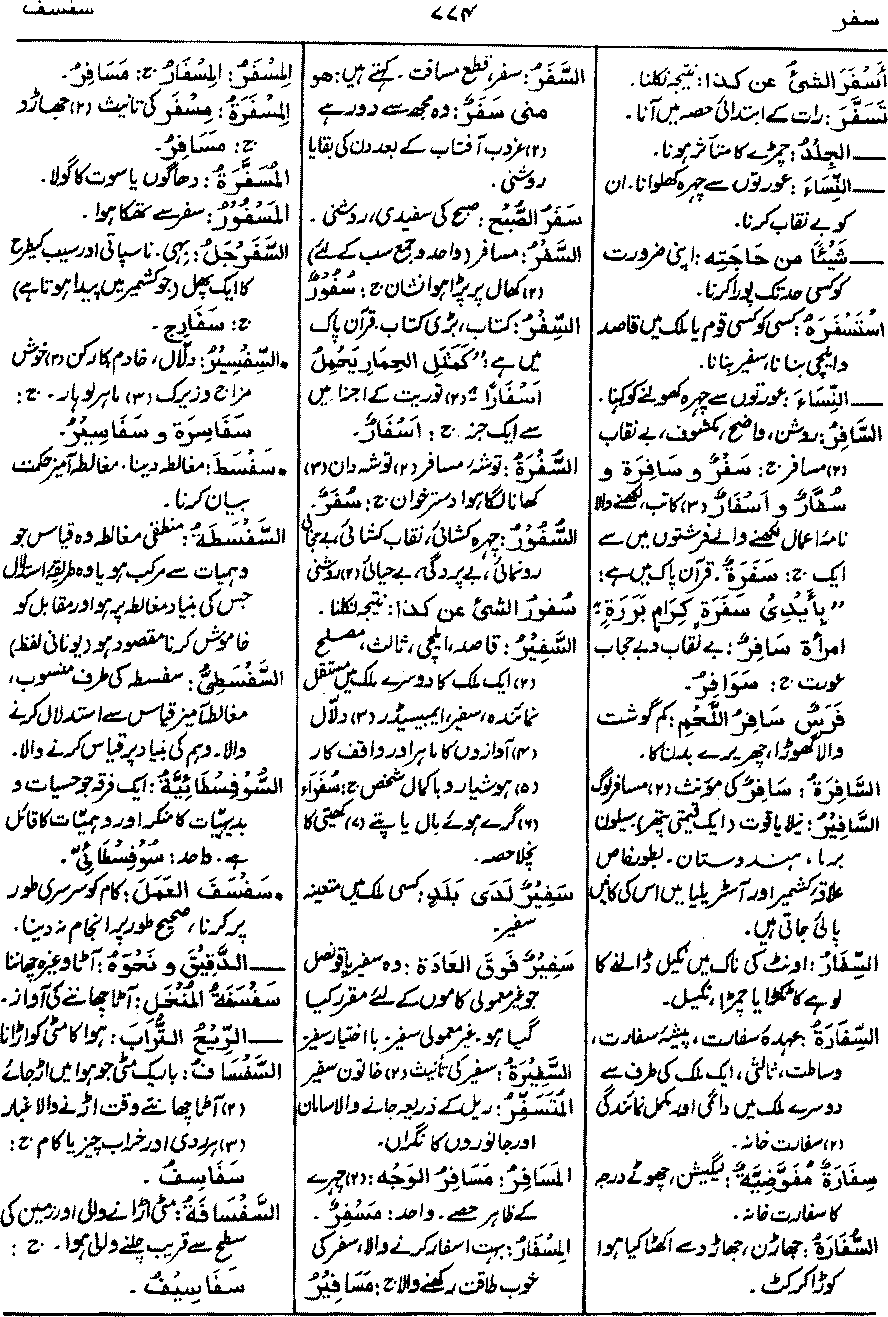 سفر
۷۷۴
سفسف
أَسْفَرَ الشئُ عن كذا: نتیجہ نکلنا۔
تَسَفَّرَ: رات کے ابتدائی حصہ میں آنا۔
— الجِلْدُ: چمڑے کا متأثر ہونا۔
— النِّسَاءَ: عورتوں سے چہرہ کھلوانا۔ ان
کو بے نقاب کرنا۔
— شَيْئًا من حَاجَتِه: اپنی ضرورت
کو کسی حد تک پورا کرنا۔
اسْتَسْفَرَهُ: کسی کو کسی قوم یا ملک میں قاصد
و ایلچی بنانا، سفیر بنانا۔
— النِّسَاءَ: عورتوں سے چہرہ کھولنے کو کہنا۔
السَّافِرُ: روشن، واضح، مکشوف، بے نقاب
(۲) مسافر ج: سَفْرٌ و سَافِرَة و
سُفَّارٌ و اَسْفَارٌ (۳) کاتب، لکھنے والا
نامۂ اعمال لکھنے والے فرشتوں میں سے
ایک ج: سَفَرَةٌ۔ قرآن پاک میں ہے:
”بِأَيْدِيْ سَفَرَةٍ كِرَامٍ بَرَرَةٍ“
امرأة سَافِرٌ: بے نقاب و بے حجاب
عورت ج: سَوَافِرُ۔
فَرَسٌ سَافِرُ اللَّحْمِ: کم گوشت
والا گھوڑا، چھریرے بدن کا۔
السَّافِرَةُ: سَافِرٌ کی مؤنث (۲) مسافر لوگ
السَّافِيْرُ: نیلا یاقوت (ایک قیمتی پتھر) سیلون
برما، ہندوستان۔ بطور خاص
علاقہ کشمیر اور آسٹریلیا میں اس کی کانیں
پائی جاتی ہیں۔
السِّفَارُ: اونٹ کی ناک میں نکیل ڈالنے کا
لوہے کا ٹکڑا یا چمڑا، نکیل۔
السِّفَارَةُ: عہدۂ سفارت، پیشۂ سفارت،
وساطت، ثالثی، ایک ملک کی طرف سے
دوسرے ملک میں دائمی اور مکمل نمائندگی
(۲) سفارت خانہ۔
سِفَارَةٌ مُفَوَّضِيَّةٌ: لیگیشن، چھوٹے درجہ
کا سفارت خانہ۔
السُّفَارَةُ: جھاڑن، جھاڑو سے اکٹھا کیا ہوا
کوڑا کرکٹ۔
السَّفَرُ: سفر، قطع مسافت۔ کہتے ہیں: هو
منى سَفَرٌ: وہ مجھ سے دور ہے
(۲) غروب آفتاب کے بعد دن کی بقایا
روشنی۔
سَفَرُ الصُّبْحِ: صبح کی سفیدی، روشنی۔
السَّفْرُ: مسافر (واحد و جمع سب کے لئے)
(۲) کھال پر پڑا ہوا نشان ج: سُفُوْرٌ
السِّفْرُ: کتاب، بڑی کتاب۔ قرآن پاک
میں ہے: ”كَمَثَلِ الحِمَارِ يَحْمِلُ
اَسْفَارًا“ (۲) توریت کے اجزا میں
سے ایک جز۔ ج: اَسْفَارٌ۔
السُّفْرَةُ: توشۂ مسافر (۲) توشہ دان (۳)
کھانا لگا ہوا دسترخوان ج: سُفَرٌ۔
السُّفُوْرُ: چہرہ کشائی، نقاب کشائی، بے حجابی
رونمائی، بے پردگی، بے حیائی (۲) روشنی
سُفورُ الشئ عن كذا: نتیجہ نکلنا۔
السَّفِيْرُ: قاصد، ایلچی، ثالث، مصلح
(۲) ایک ملک کا دوسرے ملک میں مستقل
نمائندہ، سفیر، ایمبیسیڈر (۳) دلّال
(۴) آوازوں کا ماہر اور واقف کار
(۵) ہوشیار و باکمال شخص ج: سُفَرَاء
(۶) گرے ہوئے بال یا پتے (۷) کھیتی کا
نچلا حصہ۔
سَفِيْرٌ لَدَى بَلَدٍ: کسی ملک میں متعینہ
سفیر۔
سَفِيْرٌ فَوْقَ العَادَة: وہ سفیر یا قونصل
جو غیر معمولی کاموں کے لئے مقرر کیا
گیا ہو۔ غیر معمولی سفیر۔ با اختیار سفیر
السَّفِيْرَةُ: سفیر کی تأنیث (۲) خاتون سفیر
المُتَسَفِّرُ: ریل کے ذریعہ جانے والا سامان
اور جانوروں کا نگراں۔
المَسَافِرُ: مَسَافِرُ الوَجْه: (۲) چہرے
کے ظاہر حصے۔ واحد: مَسْفِرٌ۔
المِسْفَارُ: بہت اسفار کرنے والا، سفر کی
خوب طاقت رکھنے والا ج: مَسَافِيْرُ
المِسْفَرُ: المِسْفَارُ ج: مَسَافِرُ۔
المِسْفَرَةُ: مِسْفَر کی تانیث (۲) جھاڑو
ج: مَسَافِرُ۔
المُسَفَّرَةُ: دھاگوں یا سوت کا گولا۔
المَسْفُوْرُ: سفر سے تھکا ہوا۔
السَّفَرْجَلُ: بہی۔ ناسپاتی اور سیب کیطرح
کا ایک پھل (جو کشمیر میں پیدا ہوتا ہے)
ج: سَفَارِج۔
• السِّفْسِيْرُ: دلّال، خادم، کارکن (۲) خوش
مزاج و زیرک (۳) ماہر لوہار۔ ج:
سَفَاسِرَة و سَفَاسِيْرُ۔
• سَفْسَطَ: مغالطہ دینا۔ مغالطہ آمیز حکمت
بیان کرنا۔
السَّفْسَطَةُ: منطقی مغالطہ وہ قیاس جو
وہمیات سے مرکب ہو یا وہ طریقۂ استدلال
جس کی بنیاد مغالطہ پر ہو اور مقابل کو
خاموش کرنا مقصود ہو (یونانی لفظ)
السَّفْسَطِيُّ: سفسطہ کی طرف منسوب،
مغالطہ آمیز قیاس سے استدلال کرنے
والا۔ وہم کی بنیاد پر قیاس کرنے والا۔
السُّوْفِسْطَائِيَّةُ: ایک فرقہ جو حسیات و
بدیہیّات کا منکر اور وہمیّات کا قائل
ہے۔ واحد: سُوْفِسْطَائِيٌّ۔
• سَفْسَفَ العَمَلَ: کام کو سرسری طور
پر کرنا، صحیح طور پر انجام نہ دینا۔
— الدَّقِيْقَ و نَحْوَهُ: آٹا وغیرہ چھاننا
سَفْسَفَةُ المُنْخُلِ: آٹا چھاننے کی آواز۔
— الرِّيْحُ التُّرَابَ: ہوا کا مٹی کو اڑانا
السَّفْسَافُ: باریک مٹی جو ہوا میں اڑ جائے
(۲) آٹا چھانتے وقت اڑنے والا غبار
(۳) ہر ردی اور خراب چیز یا کام ج:
سَفَاسِفُ۔
السَّفْسَافَةُ: مٹی اڑانے والی اور زمین کی
سطح سے قریب چلنے والی ہوا۔ ج:
سَفَاسِيْفُ۔